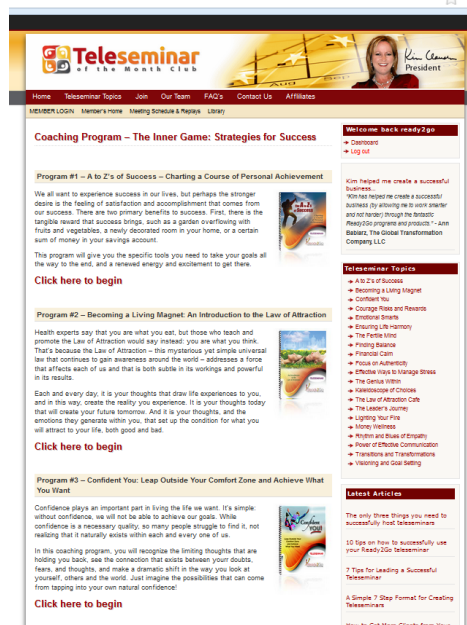 Teleseminar
of the Month Club
Kim Clausen
President
Home Teleseminar Topics Join Our Team FAQ's Contact Us Affiliates
MEMBER LOGIN Member's Home Meeting Schedule & Replays Library
Coaching Program – The Inner Game: Strategies for Success
Program #1 – A to Z's of Success – Charting a Course of Personal Achievement
We all want to experience success in our lives, but perhaps the stronger
desire is the feeling of satisfaction and accomplishment that comes from
our success. There are two primary benefits to success. First, there is the
tangible reward that success brings, such as a garden overflowing with
fruits and vegetables, a newly decorated room in your home, or a certain
sum of money in your savings account.
This program will give you the specific tools you need to take your goals all
the way to the end, and a renewed energy and excitement to get there.
Click here to begin
Program #2 – Becoming a Living Magnet: An Introduction to the Law of Attraction
Health experts say that you are what you eat, but those who teach and
promote the Law of Attraction would say instead: you are what you think.
That's because the Law of Attraction – this mysterious yet simple universal
law that continues to gain awareness around the world – addresses a force
that affects each of us and that is both subtle in its workings and powerful
in its results.
Each and every day, it is your thoughts that draw life experiences to you,
and in this way, create the reality you experience. It is your thoughts today
that will create your future tomorrow. And it is your thoughts, and the
emotions they generate within you, that set up the condition for what you
will attract to your life, both good and bad.
Click here to begin
Program #3 – Confident You: Leap Outside Your Comfort Zone and Achieve What
You Want
Confidence plays an important part in living the life we want. It's simple:
without confidence, we will not be able to achieve our goals. While
confidence is a necessary quality, so many people struggle to find it, not
realizing that it naturally exists within each and every one of us.
In this coaching program, you will recognize the limiting thoughts that are
holding you back, see the connection that exists between your doubts,
fears, and thoughts, and make a dramatic shift in the way you look at
yourself, others and the world. Just imagine the possibilities that can come
from tapping into your own natural confidence!
Click here to begin
Welcome back ready2go
Dashboard
Log out
Kim helped me create a successful
business...
"Kim has helped me create a successful
business (by allowing me to work smarter
and not harder) through the fantastic
Ready2Go programs and products." - Ann
Babiarz, The Global Transformation
Company, LLC
Teleseminar Topics
A to Z's of Success
Becoming a Living Magnet
Confident You
Courage Risks and Rewards
Emotional Smarts
Ensuring Life Harmony
The Fertile Mind
Finding Balance
Financial Calm
Focus on Authenticity
Effective Ways to Manage Stress
The Genius Within
Kaleidoscope of Choices
The Law of Attraction Cafe
The Leader's Journey
Lighting Your Fire
Money Wellness
Rhythm and Blues of Empathy
Power of Effective Communication
Transitions and Transformations
Visioning and Goal Setting
Latest Articles
The only three things you need to
successfully host teleseminars
10 tips on how to successfully use
your Ready2Go teleseminar
7 Tips for Leading a Successful
Teleseminar
A Simple 7 Step Format for Creating
Teleseminars
How to Get More Clients from Your